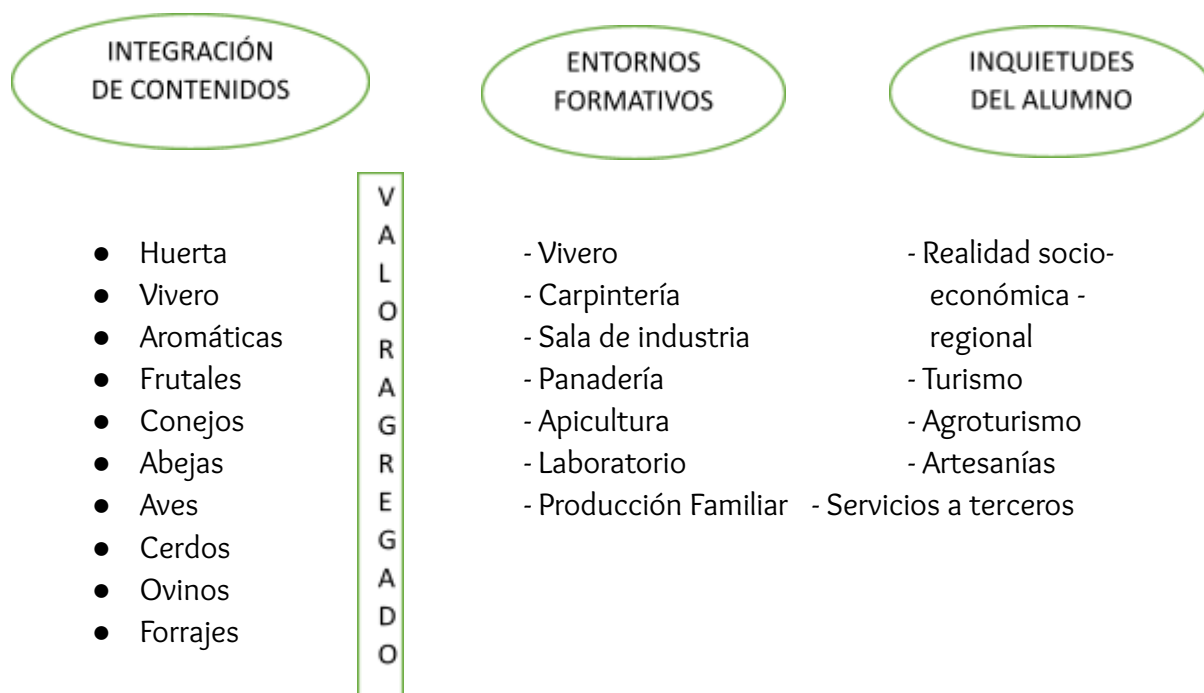 INTEGRACIÓN
DE CONTENIDOS
ENTORNOS
FORMATIVOS
INQUIETUDES
DEL ALUMNO
● Huerta
● Vivero
● Aromáticas
● Frutales
● Conejos
● Abejas
● Aves
● Cerdos
● Ovinos
● Forrajes
V
A
L
O
R
A
G
R
E
G
A
D
O
- Vivero
- Carpintería
- Sala de industria
- Panadería
- Apicultura
- Laboratorio
- Producción Familiar
- Realidad socio-
económica -
regional
- Turismo
- Agroturismo
- Artesanías
- Servicios a terceros